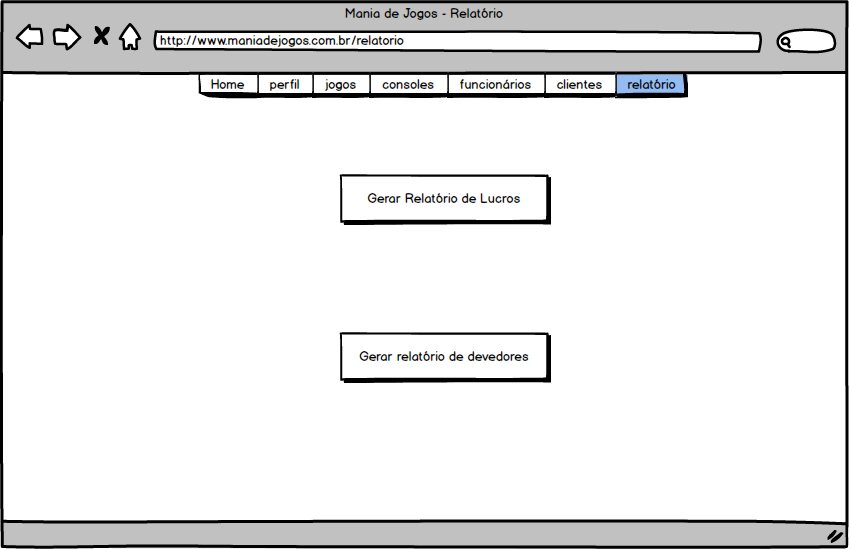 Mania de Jogos - Relatório
http://www.maniadejogos.com.br/relatorio
Home perfil jogos consoles funcionários clientes relatório
Gerar Relatório de Lucros
Gerar relatório de devedores